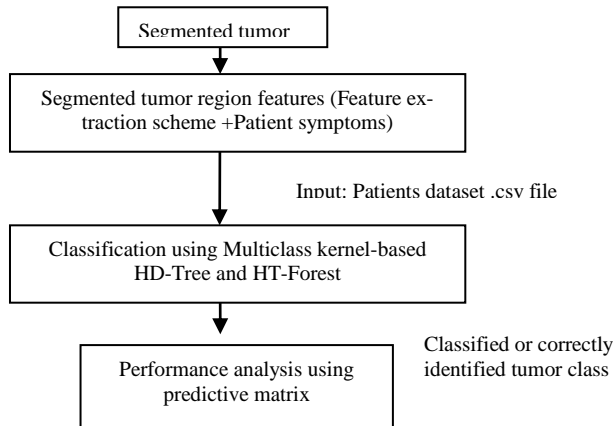 Segmented tumor
Segmented tumor region features (Feature ex-
traction scheme +Patient symptoms)
Input: Patients dataset .csv file
Classification using Multiclass kernel-based
HD-Tree and HT-Forest
Classified or correctly
identified tumor class
Performance analysis using
predictive matrix